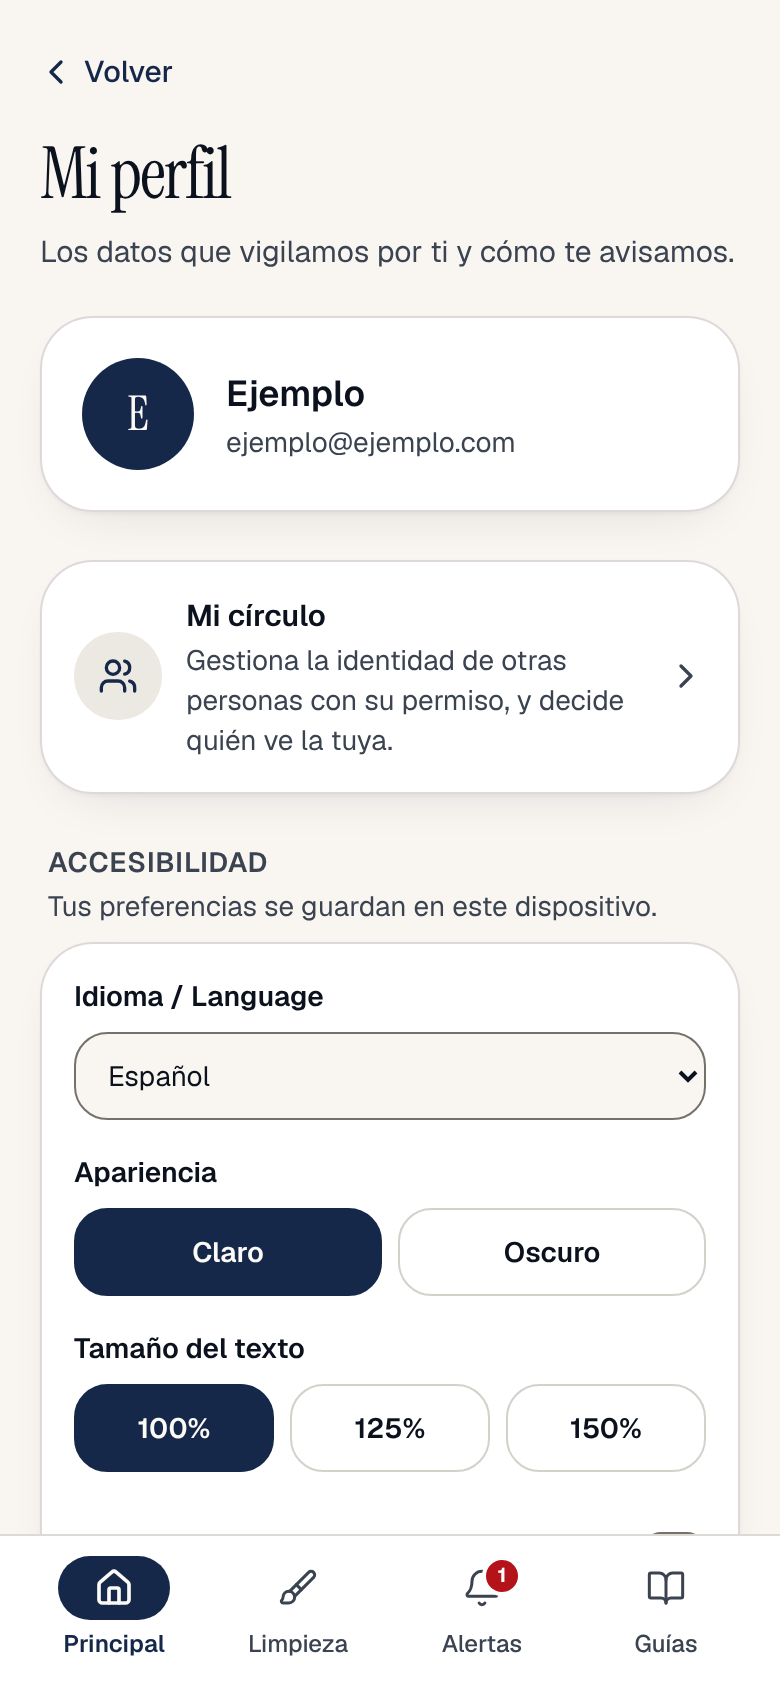 Volver
Mi perfil
Los datos que vigilamos por ti y cómo te avisamos.
E
Ejemplo
ejemplo@ejemplo.com
Mi círculo
Gestiona la identidad de otras
personas con su permiso, y decide
quién ve la tuya.
ACCESIBILIDAD
Tus preferencias se guardan en este dispositivo.
Idioma / Language
Español
Apariencia
Claro
Oscuro
Tamaño del texto
100%
125%
150%
1
Principal
Limpieza
Alertas
Guías